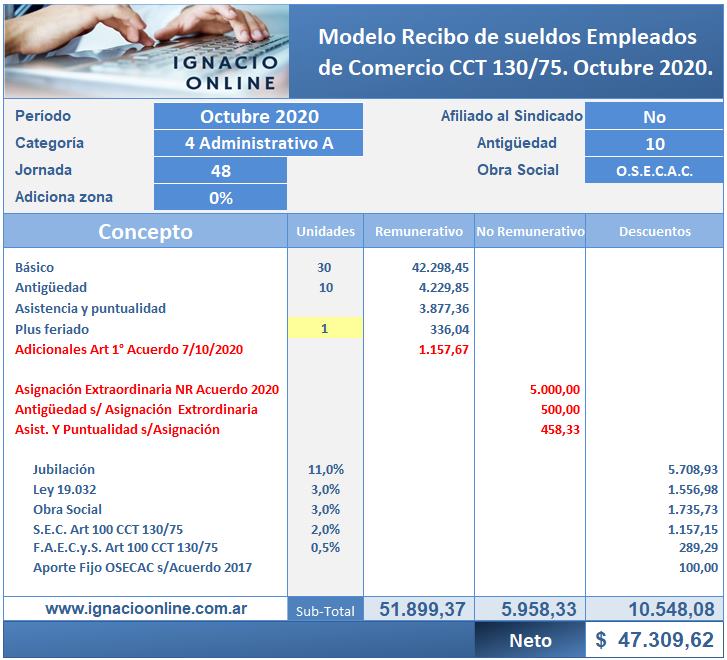 IGNACIO
ONLINE
Modelo Recibo de sueldos Empleados
de Comercio CCT 130/75. Octubre 2020.
Período Octubre 2020 Afiliado al Sindicado No
Categoría 4 Administrativo A Antigüedad 10
Jornada 48 Obra Social O.S.E.C.A.C.
Adiciona zona 0%
Concepto Unidades Remunerativo No Remunerativo Descuentos
Básico 30 42.298,45
Antigüedad 10 4.229,85
Asistencia y puntualidad 3.877,36
Plus feriado 1 336,04
Adicionales Art 1° Acuerdo 7/10/2020 1.157,67
Asignación Extraordinaria NR Acuerdo 2020 5.000,00
Antigüedad s/ Asignación Extrordinaria 500,00
Asist. Y Puntualidad s/Asignación 458,33
Jubilación 11,0% 5.708,93
Ley 19.032 3,0% 1.556,98
Obra Social 3,0% 1.735,73
S.E.C. Art 100 CCT 130/75 2,0% 1.157,15
F.A.E.C.y.S. Art 100 CCT 130/75 0,5% 289,29
Aporte Fijo OSECAC s/Acuerdo 2017 100,00
www.ignacioonline.com.ar Sub-Total 51.899,37 5.958,33 10.548,08
Neto $ 47.309,62